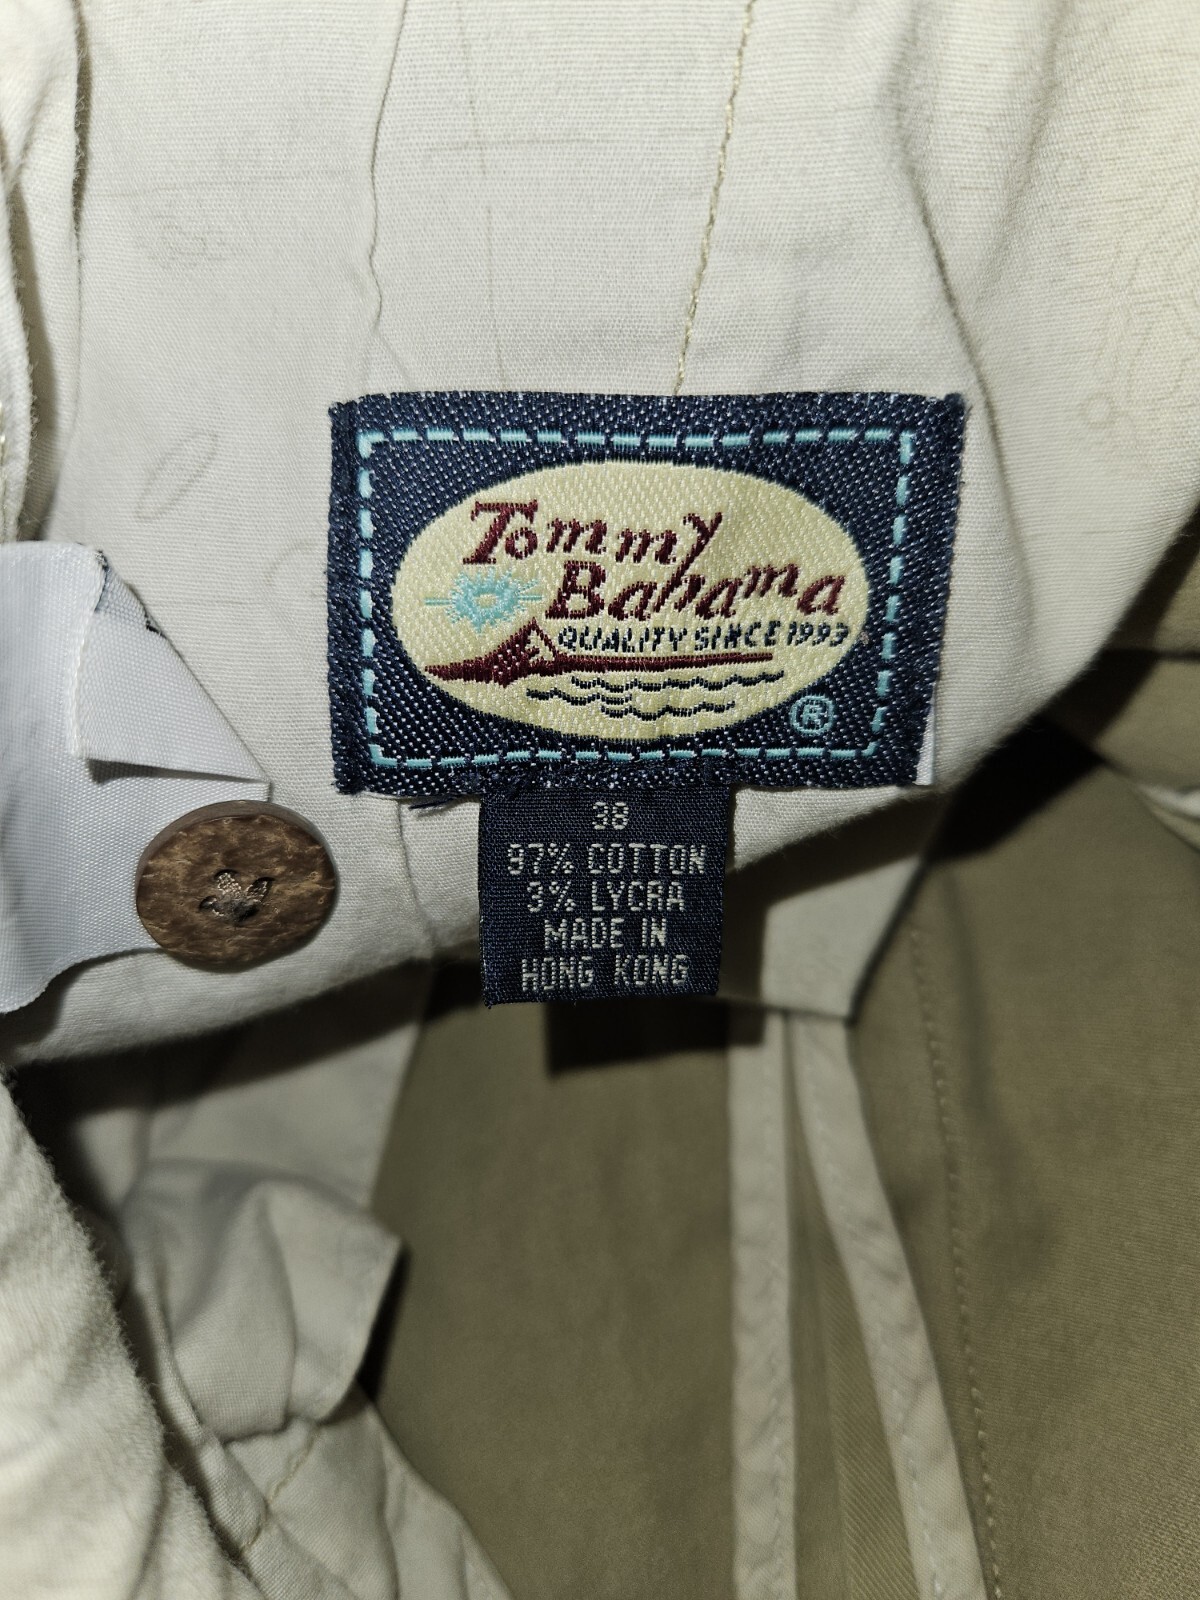 Tommy
Bahama
QUALITY SINCE 1993
®
38
97% COTTON
3% LYCRA
MADE IN
HONG KONG